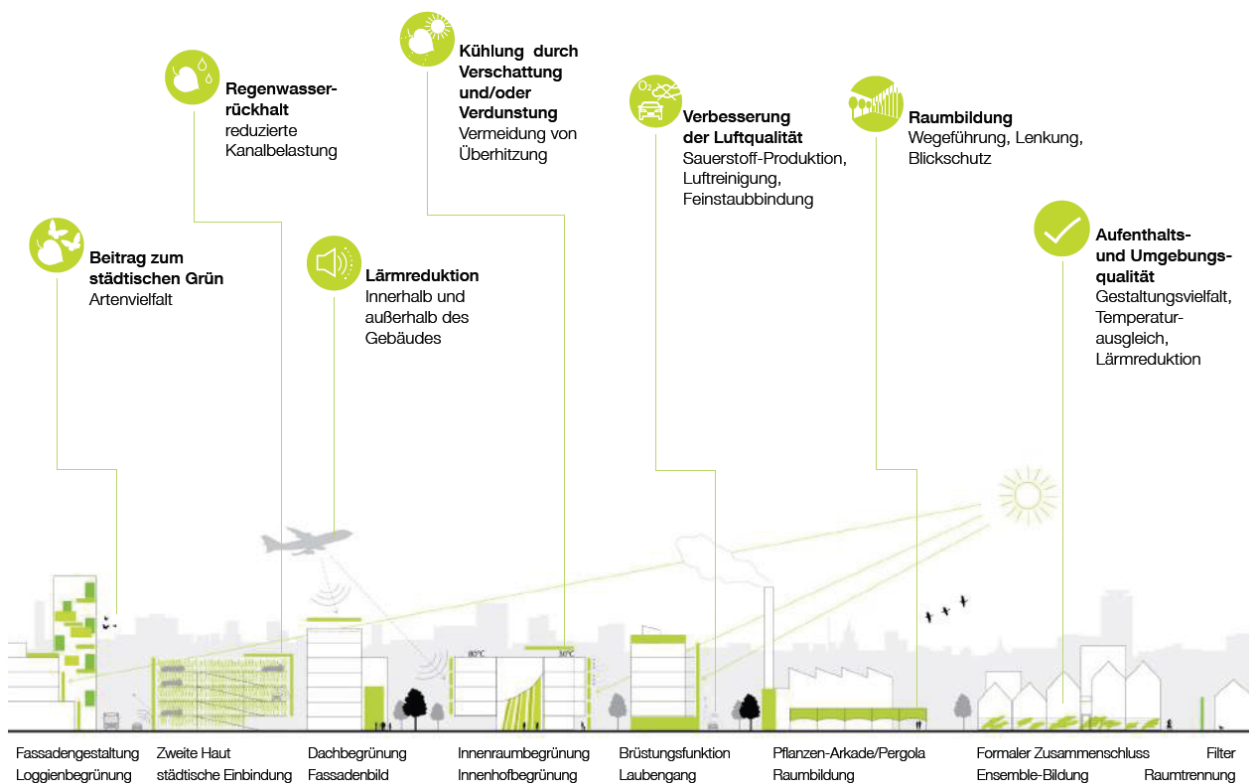 Kühlung durch
Verschattung
und/oder
Verdunstung
Vermeidung von
Überhitzung
Regenwasser-
rückhalt
reduzierte
Kanalbelastung
O₂
Verbesserung
der Luftqualität
Sauerstoff-Produktion,
Luftreinigung,
Feinstaubbindung
Raumbildung
Wegeführung, Lenkung,
Blickschutz
Beitrag zum
städtischen Grün
Artenvielfalt
Lärmreduktion
Innerhalb und
außerhalb des
Gebäudes
Aufenthalts-
und Umgebungs-
qualität
Gestaltungsvielfalt,
Temperatur-
ausgleich,
Lärmreduktion
80°C
30°C
Fassadengestaltung
Loggienbegrünung
Zweite Haut
städtische Einbindung
Dachbegrünung
Fassadenbild
Innenraumbegrünung
Innenhofbegrünung
Brüstungsfunktion
Laubengang
Pflanzen-Arkade/Pergola
Raumbildung
Formaler Zusammenschluss
Ensemble-Bildung
Filter
Raumtrennung